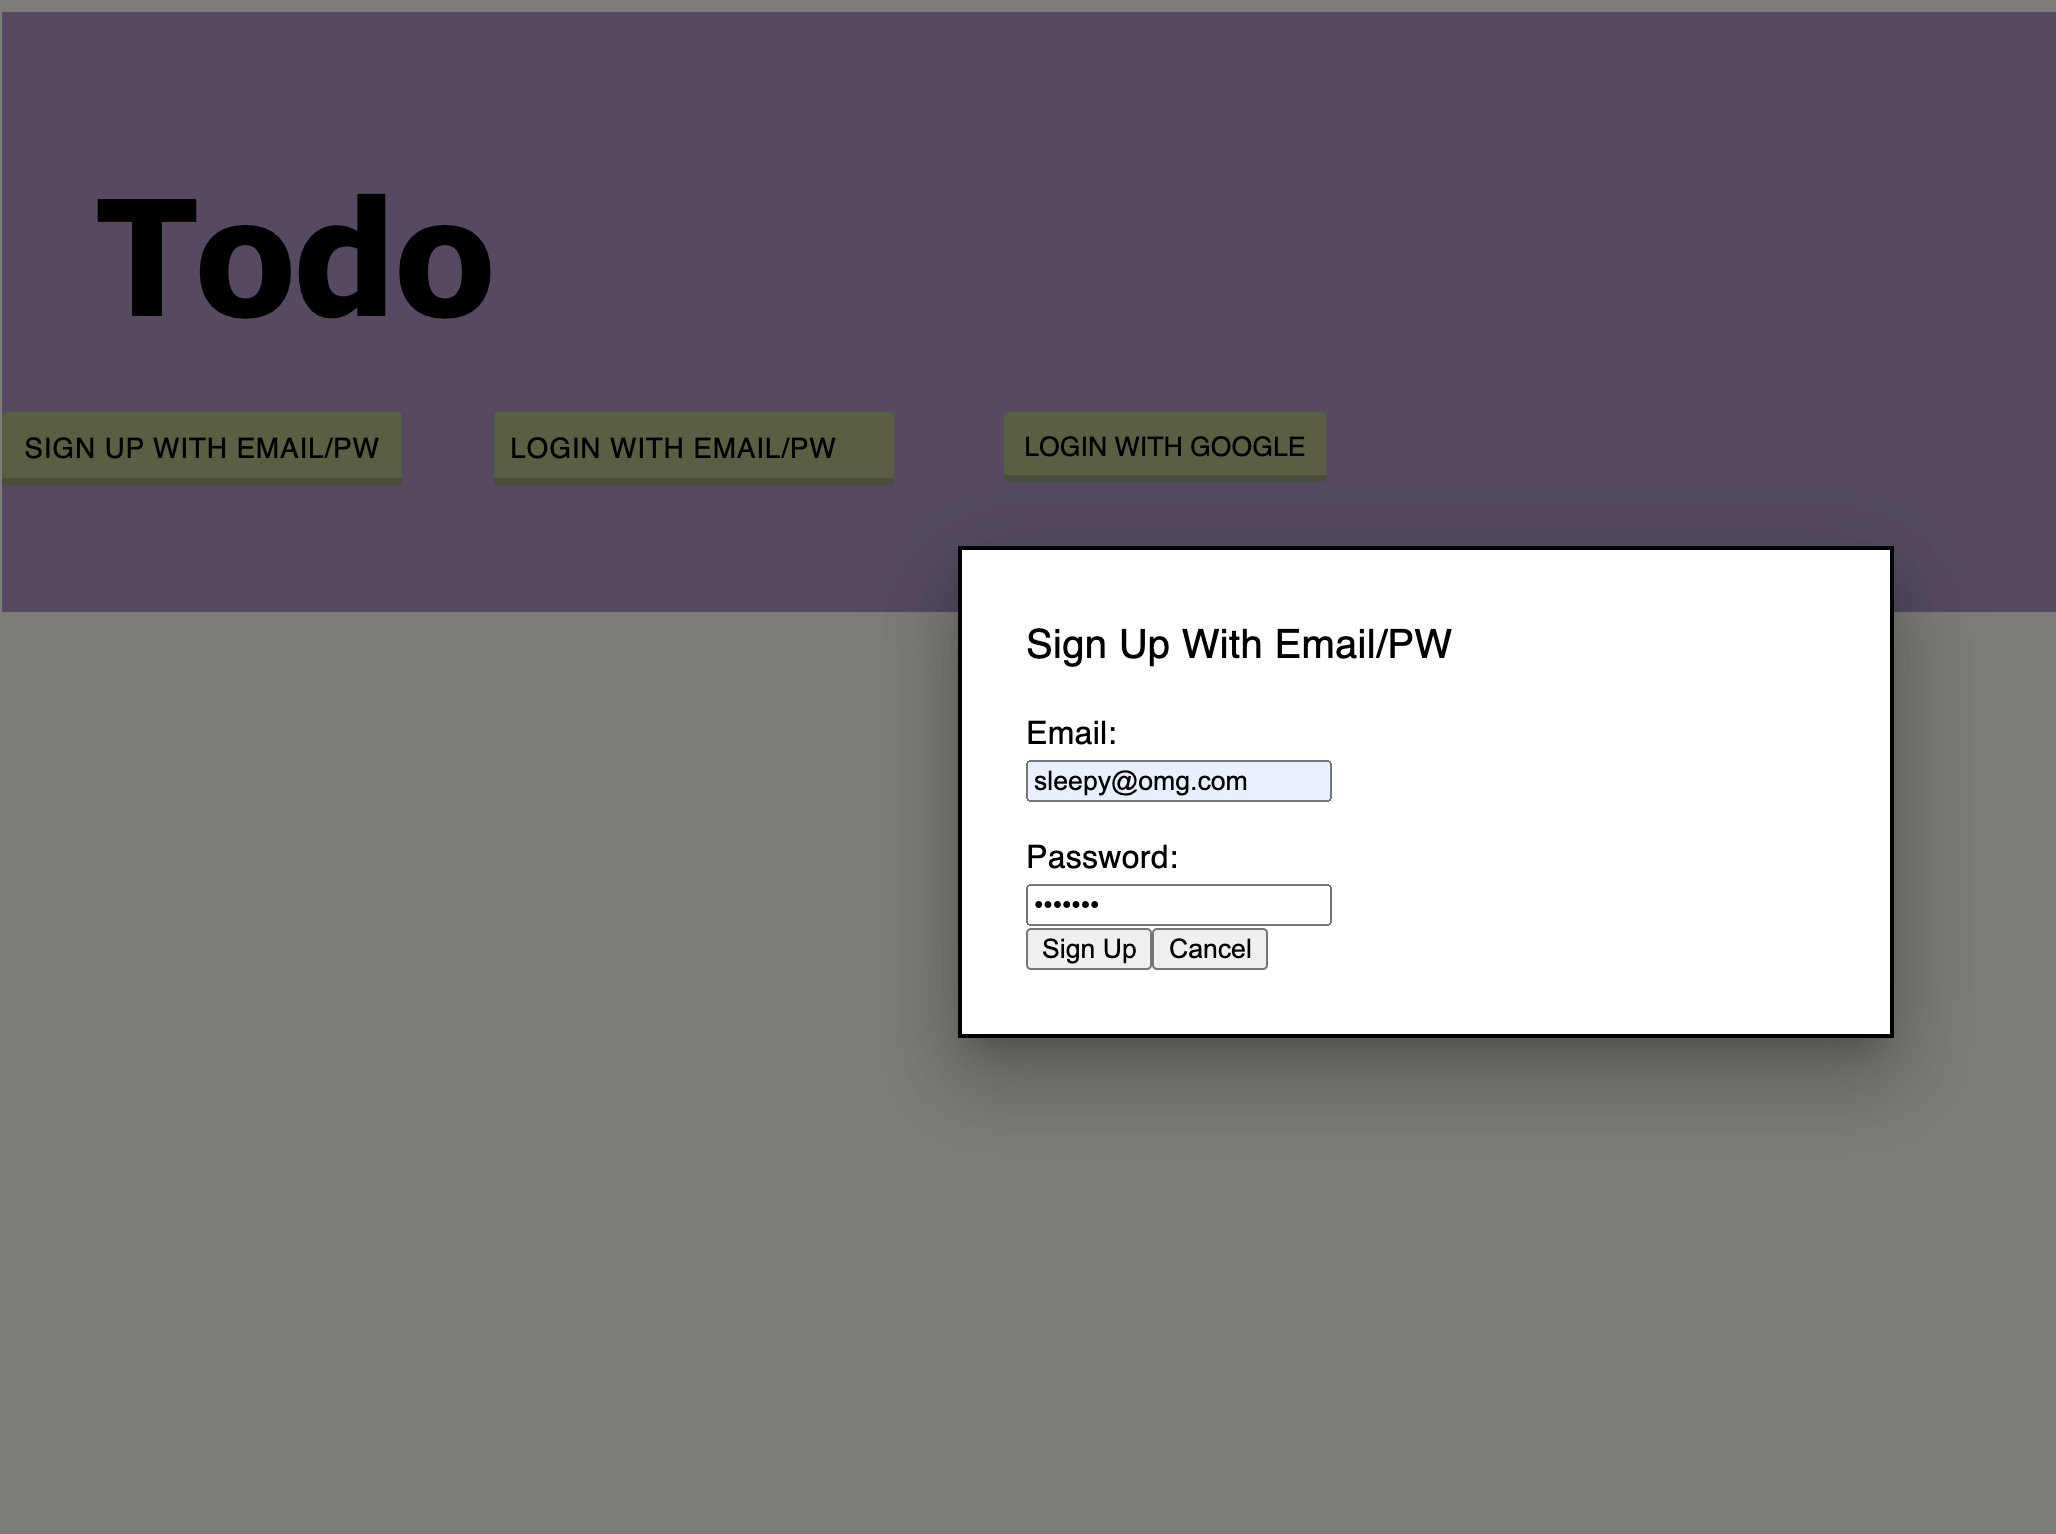 Todo
SIGN UP WITH EMAIL/PW LOGIN WITH EMAIL/PW LOGIN WITH GOOGLE
Sign Up With Email/PW
Email:
sleepy@omg.com
Password:
•••••••
Sign Up Cancel